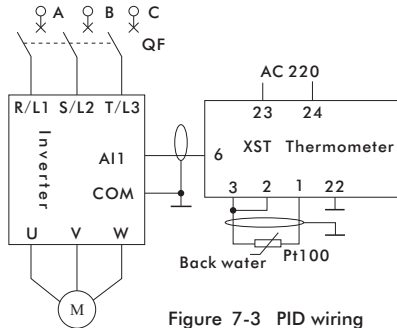 A B C
QF
R/L1 S/L2 T/L3
AC 220
23 24
Inverter
AI1
COM
6
XST Thermometer
3 2 1 22
U V W
Back water
Pt100
M
Figure 7-3 PID wiring